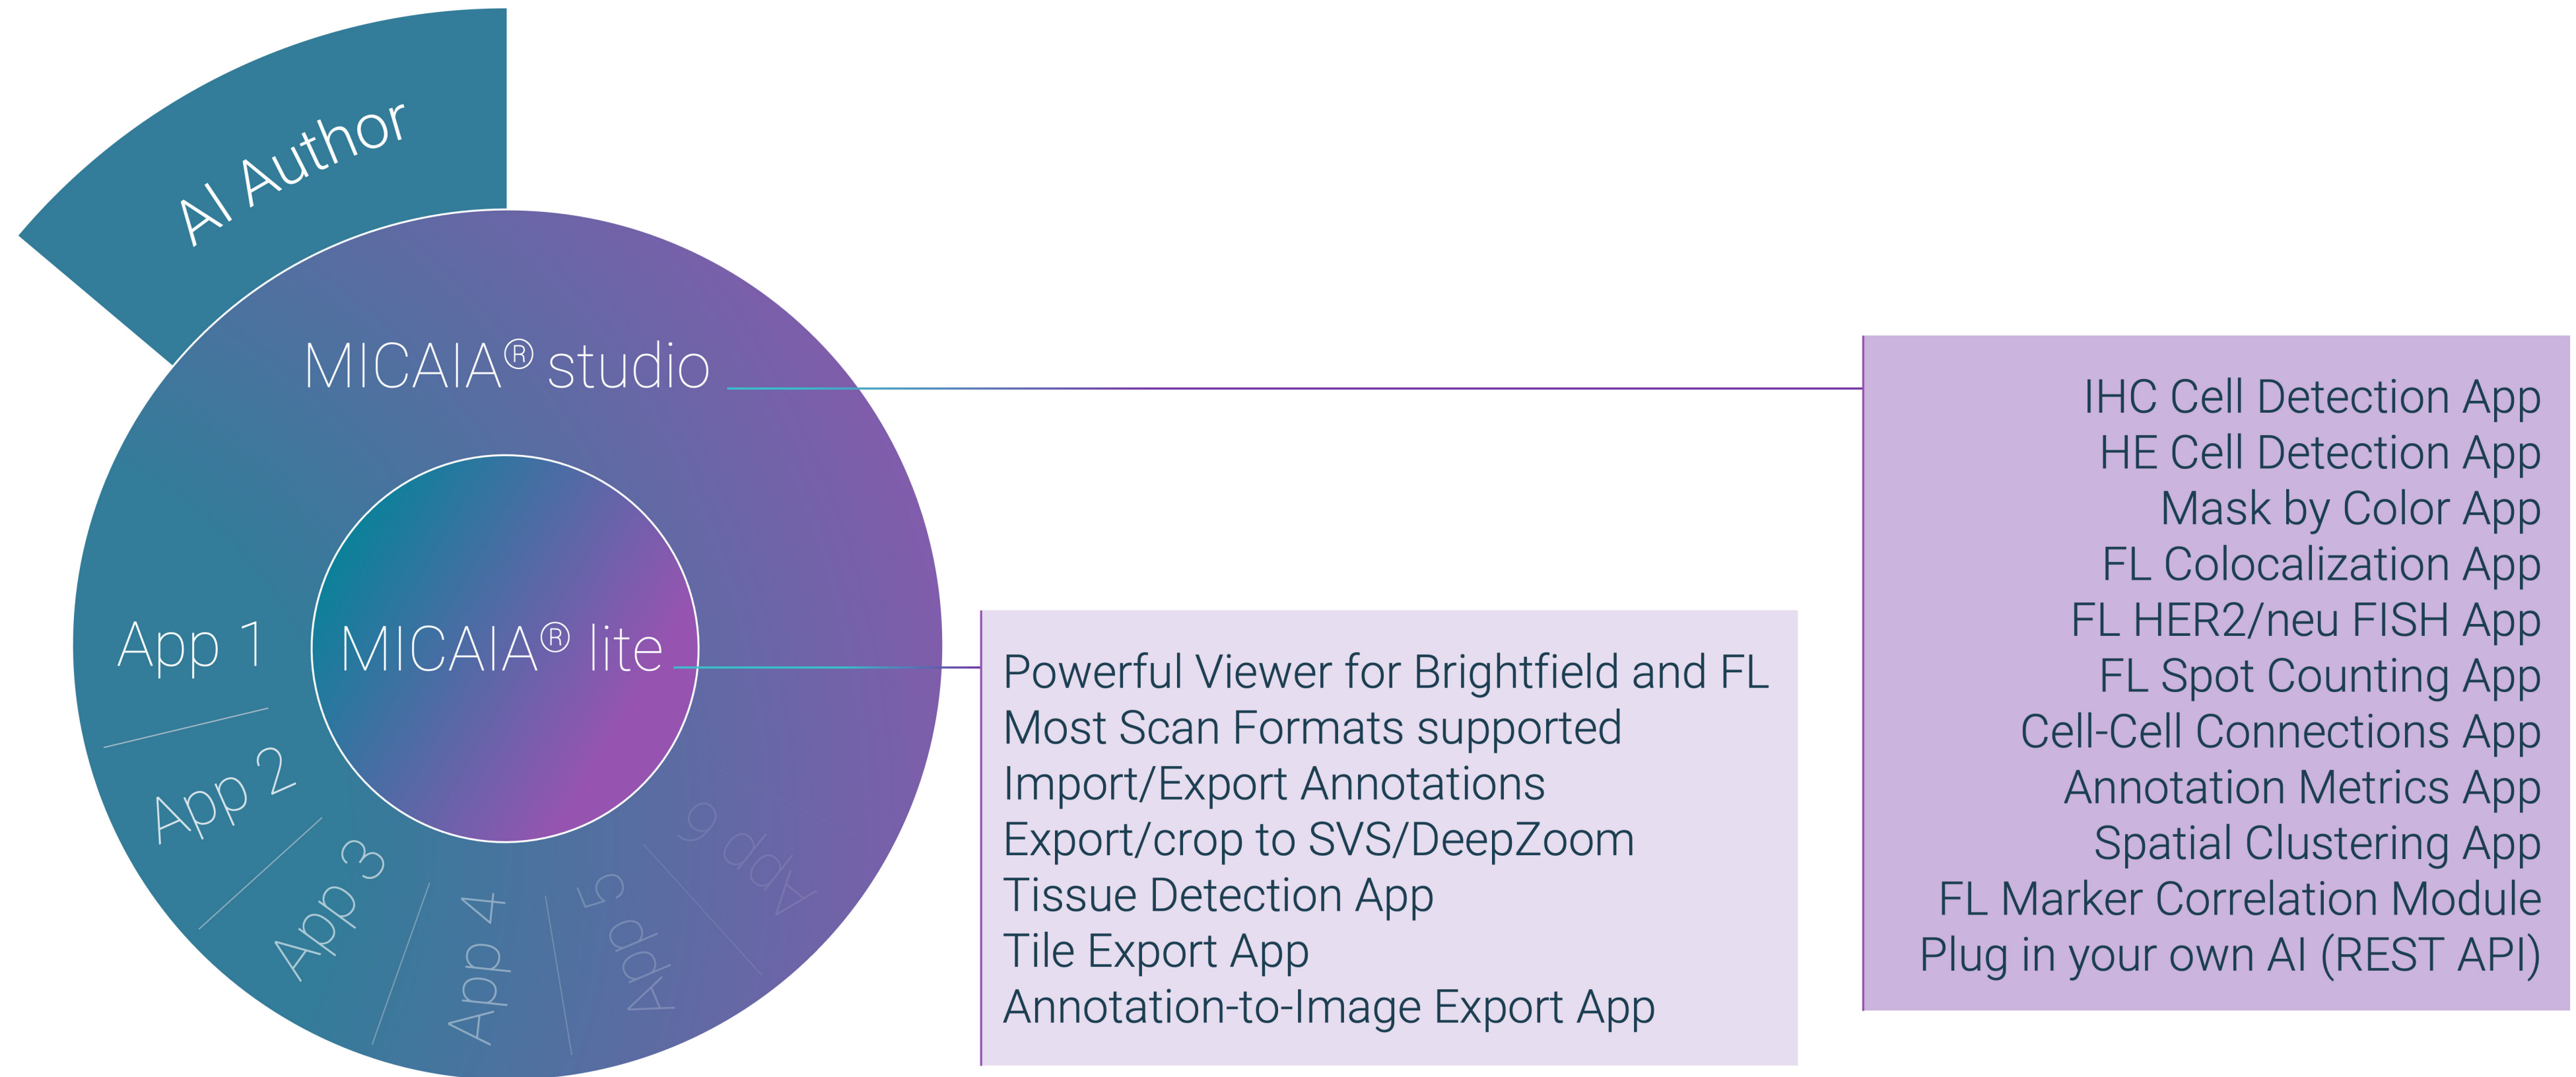 AI Author
MICAIA® studio
MICAIA® lite
App 1
App 2
App 3
App 4
App 5
App 6
Powerful Viewer for Brightfield and FL
Most Scan Formats supported
Import/Export Annotations
Export/crop to SVS/DeepZoom
Tissue Detection App
Tile Export App
Annotation-to-Image Export App
IHC Cell Detection App
HE Cell Detection App
Mask by Color App
FL Colocalization App
FL HER2/neu FISH App
FL Spot Counting App
Cell-Cell Connections App
Annotation Metrics App
Spatial Clustering App
FL Marker Correlation Module
Plug in your own AI (REST API)